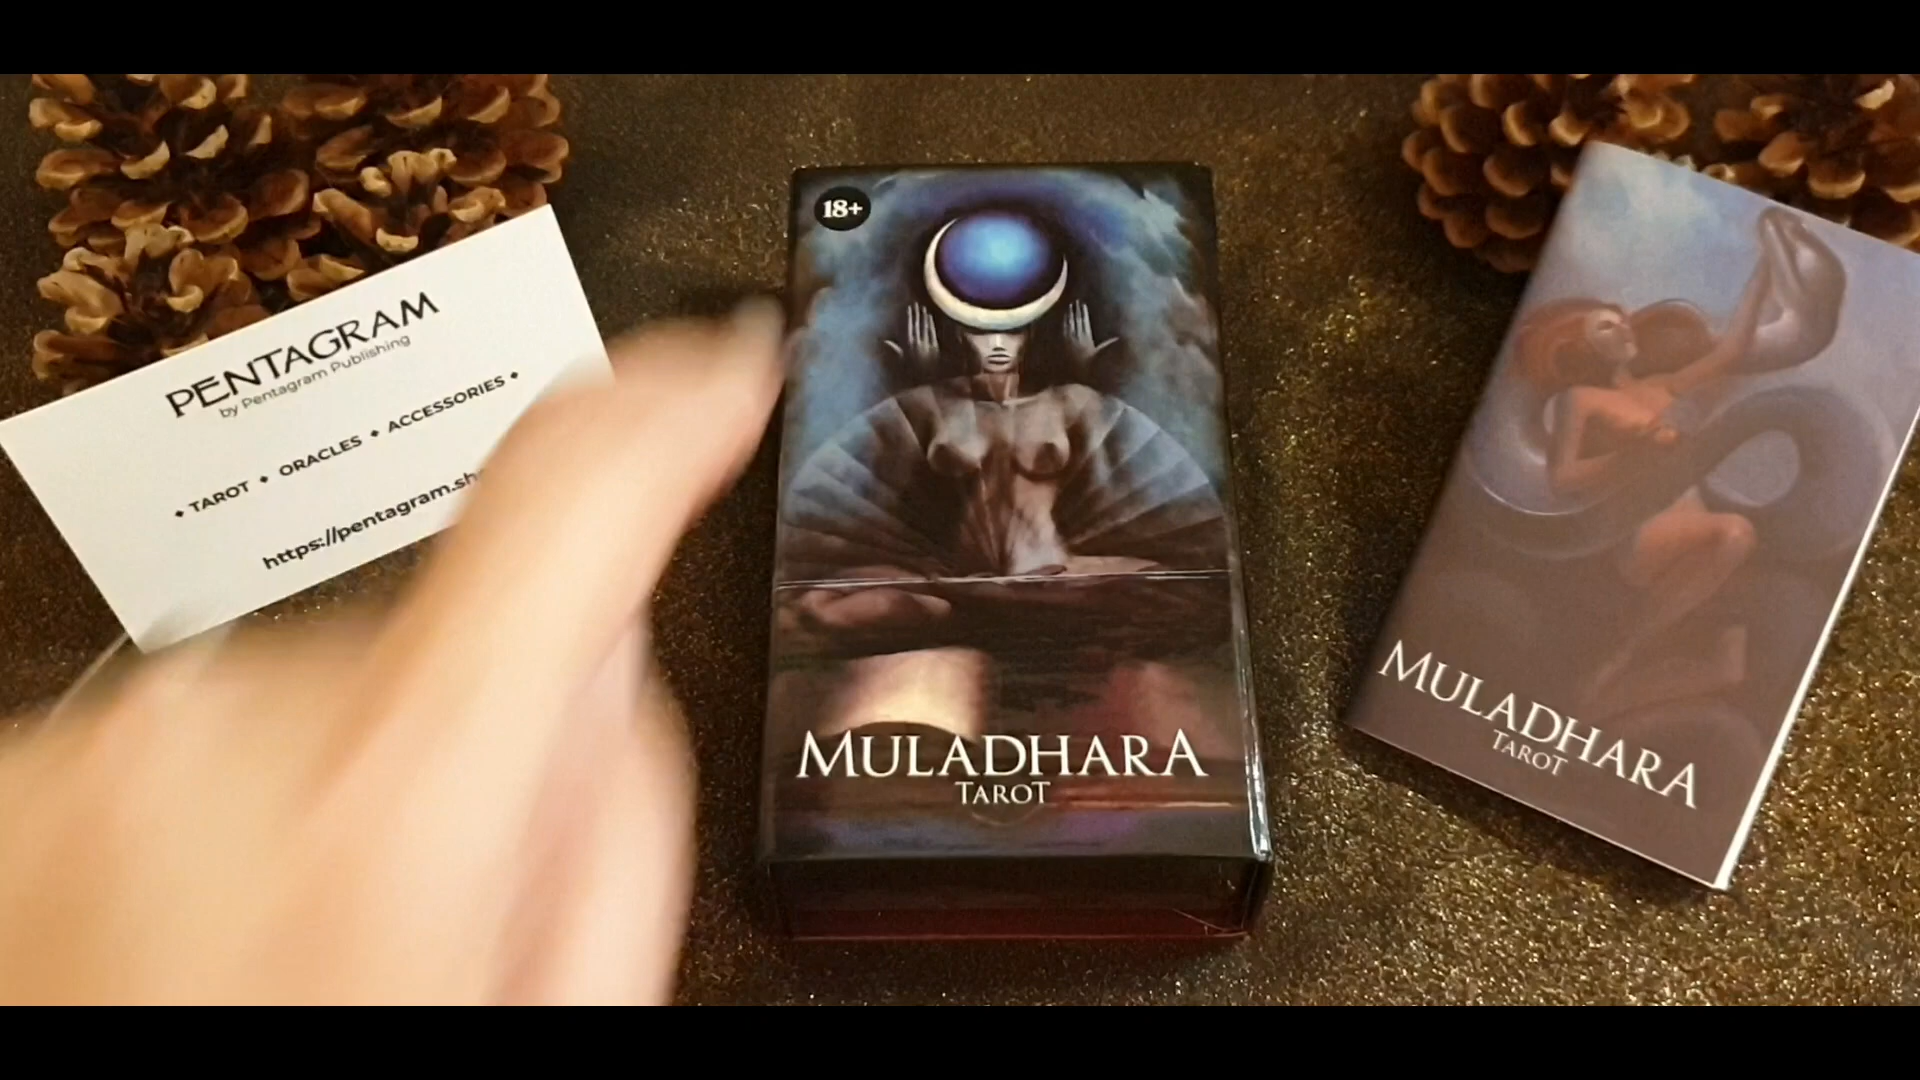 PENTAGRAM
by Pentagram Publishing
◆ TAROT ◆ ORACLES ◆ ACCESSORIES ◆
https://pentagram.sh
18+
MULADHARA
TAROT
MULADHARA
TAROT